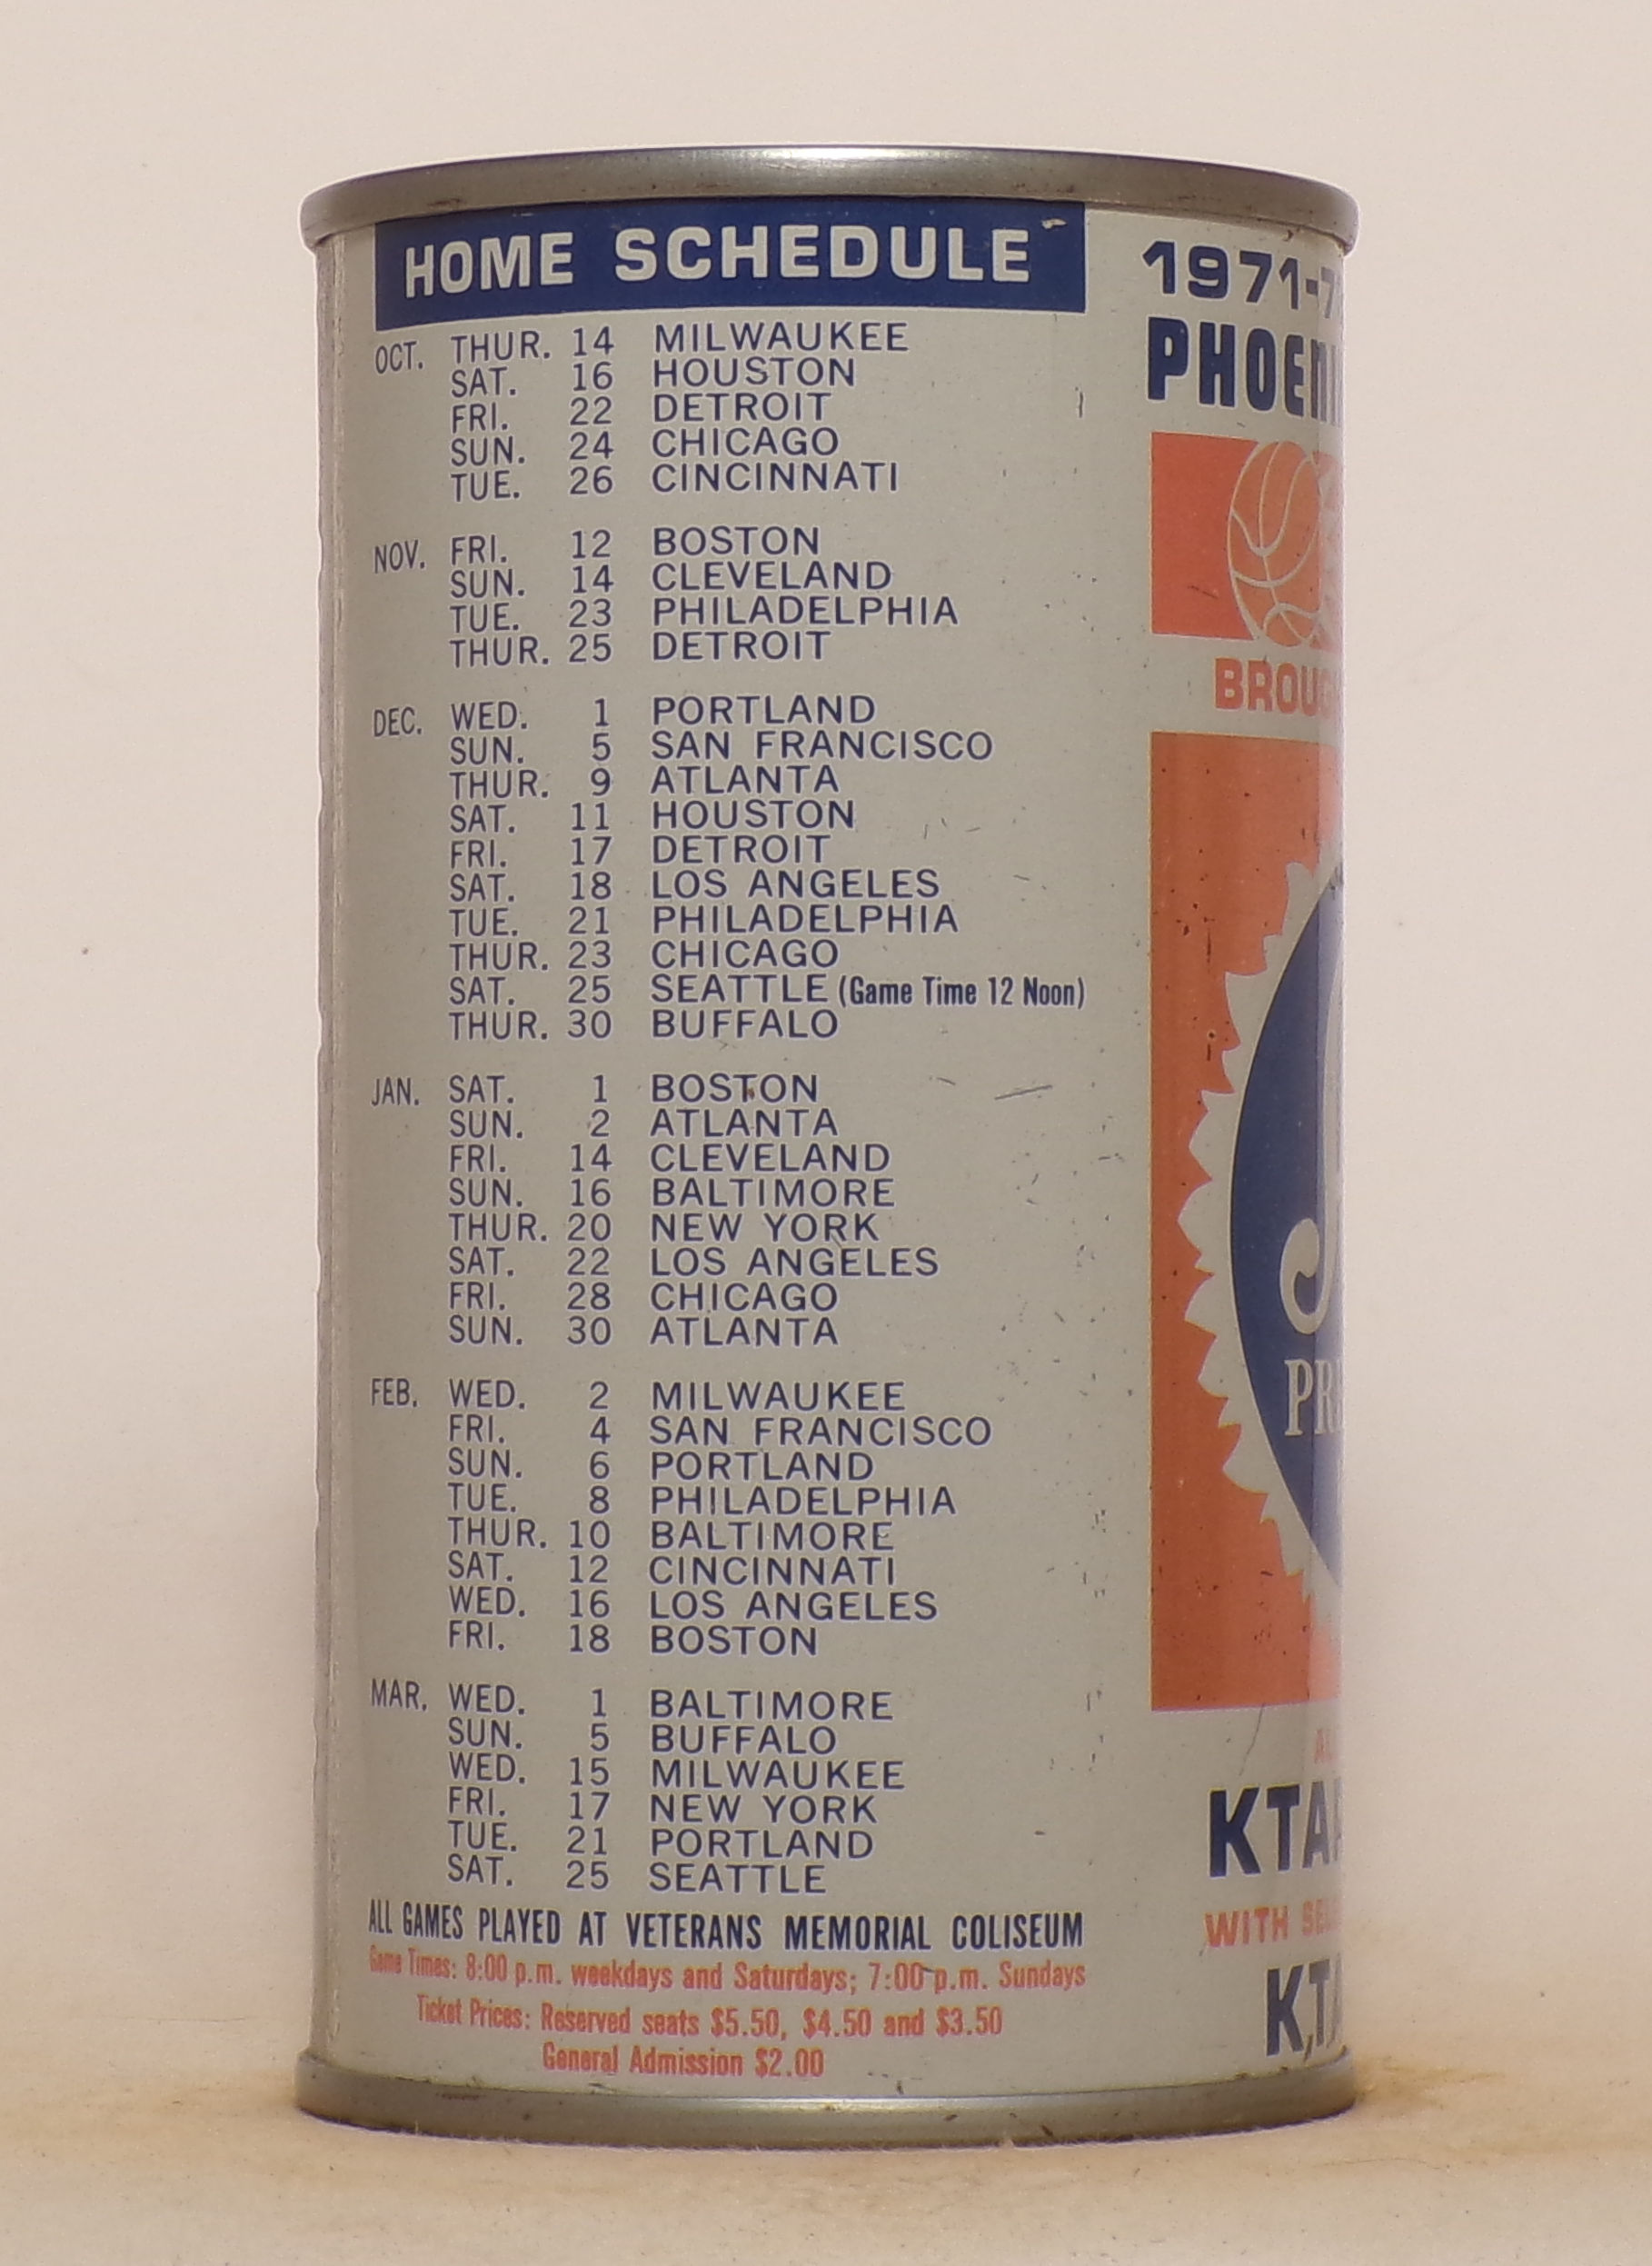 HOME SCHEDULE
OCT. THUR. 14 MILWAUKEE
SAT. 16 HOUSTON
FRI. 22 DETROIT
SUN. 24 CHICAGO
TUE. 26 CINCINNATI
NOV. FRI. 12 BOSTON
SUN. 14 CLEVELAND
TUE. 23 PHILADELPHIA
THUR. 25 DETROIT
DEC. WED. 1 PORTLAND
SUN. 5 SAN FRANCISCO
THUR. 9 ATLANTA
SAT. 11 HOUSTON
FRI. 17 DETROIT
SAT. 18 LOS ANGELES
TUE. 21 PHILADELPHIA
THUR. 23 CHICAGO
SAT. 25 SEATTLE (Game Time 12 Noon)
THUR. 30 BUFFALO
JAN. SAT. 1 BOSTON
SUN. 2 ATLANTA
FRI. 14 CLEVELAND
SUN. 16 BALTIMORE
THUR. 20 NEW YORK
SAT. 22 LOS ANGELES
FRI. 28 CHICAGO
SUN. 30 ATLANTA
FEB. WED. 2 MILWAUKEE
FRI. 4 SAN FRANCISCO
SUN. 6 PORTLAND
TUE. 8 PHILADELPHIA
THUR. 10 BALTIMORE
SAT. 12 CINCINNATI
WED. 16 LOS ANGELES
FRI. 18 BOSTON
MAR. WED. 1 BALTIMORE
SUN. 5 BUFFALO
WED. 15 MILWAUKEE
FRI. 17 NEW YORK
TUE. 21 PORTLAND
SAT. 25 SEATTLE
ALL GAMES PLAYED AT VETERANS MEMORIAL COLISEUM
Game Times: 8:00 p.m. weekdays and Saturdays; 7:00 p.m. Sundays
Ticket Prices: Reserved seats $5.50, $4.50 and $3.50
General Admission $2.00
1971-7
PHOENI
BROUG
PR
KTA
WITH
KT